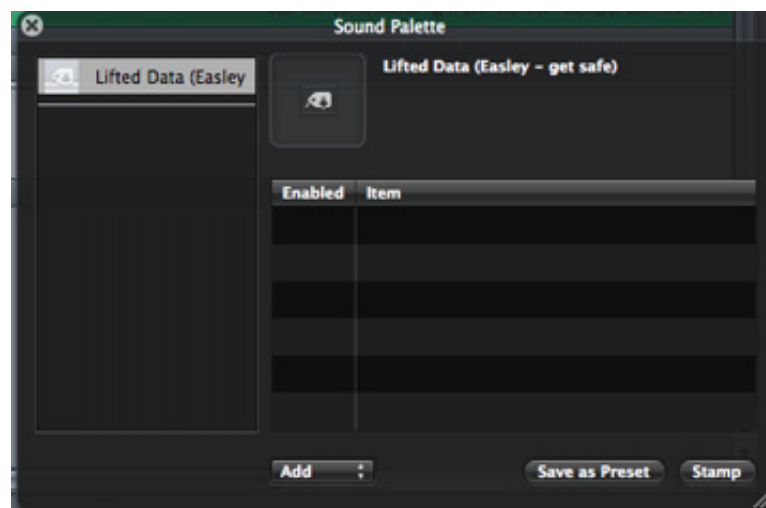 Sound Palette
Lifted Data (Easley
Lifted Data (Easley – get safe)
Enabled Item
Add Save as Preset Stamp